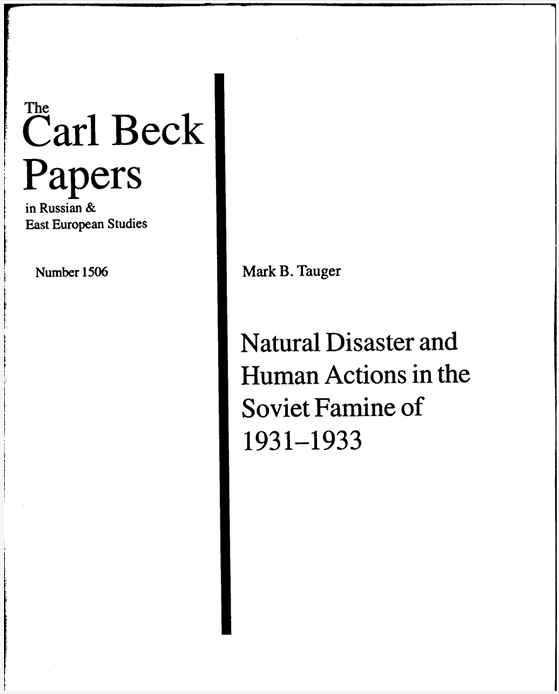 The
Carl Beck
Papers
in Russian &
East European Studies
Number 1506
Mark B. Tauger
Natural Disaster and
Human Actions in the
Soviet Famine of
1931–1933